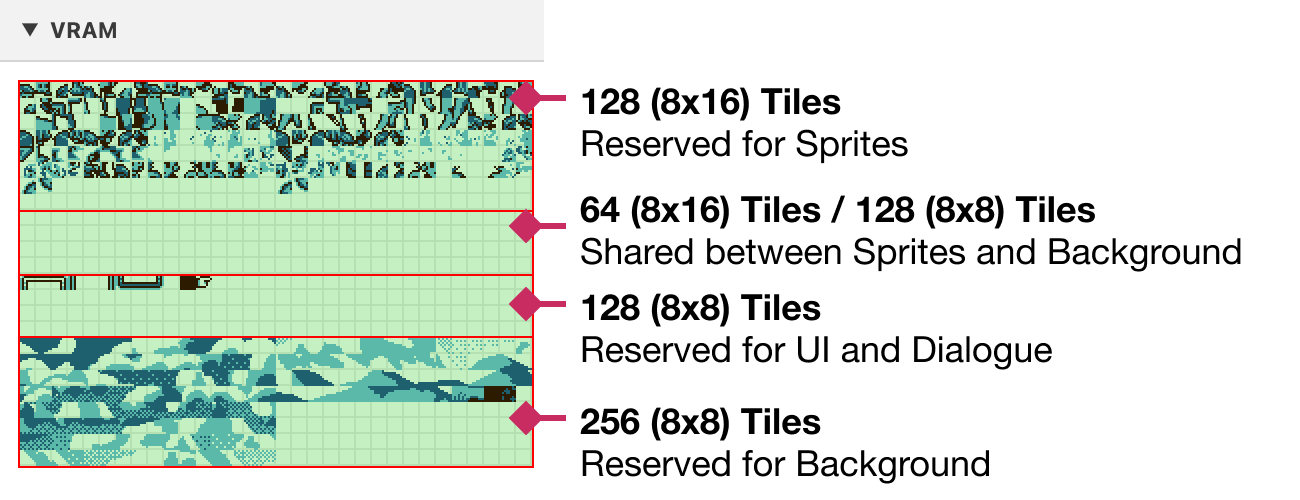 ▼ VRAM
128 (8x16) Tiles
Reserved for Sprites
64 (8x16) Tiles / 128 (8x8) Tiles
Shared between Sprites and Background
128 (8x8) Tiles
Reserved for UI and Dialogue
256 (8x8) Tiles
Reserved for Background